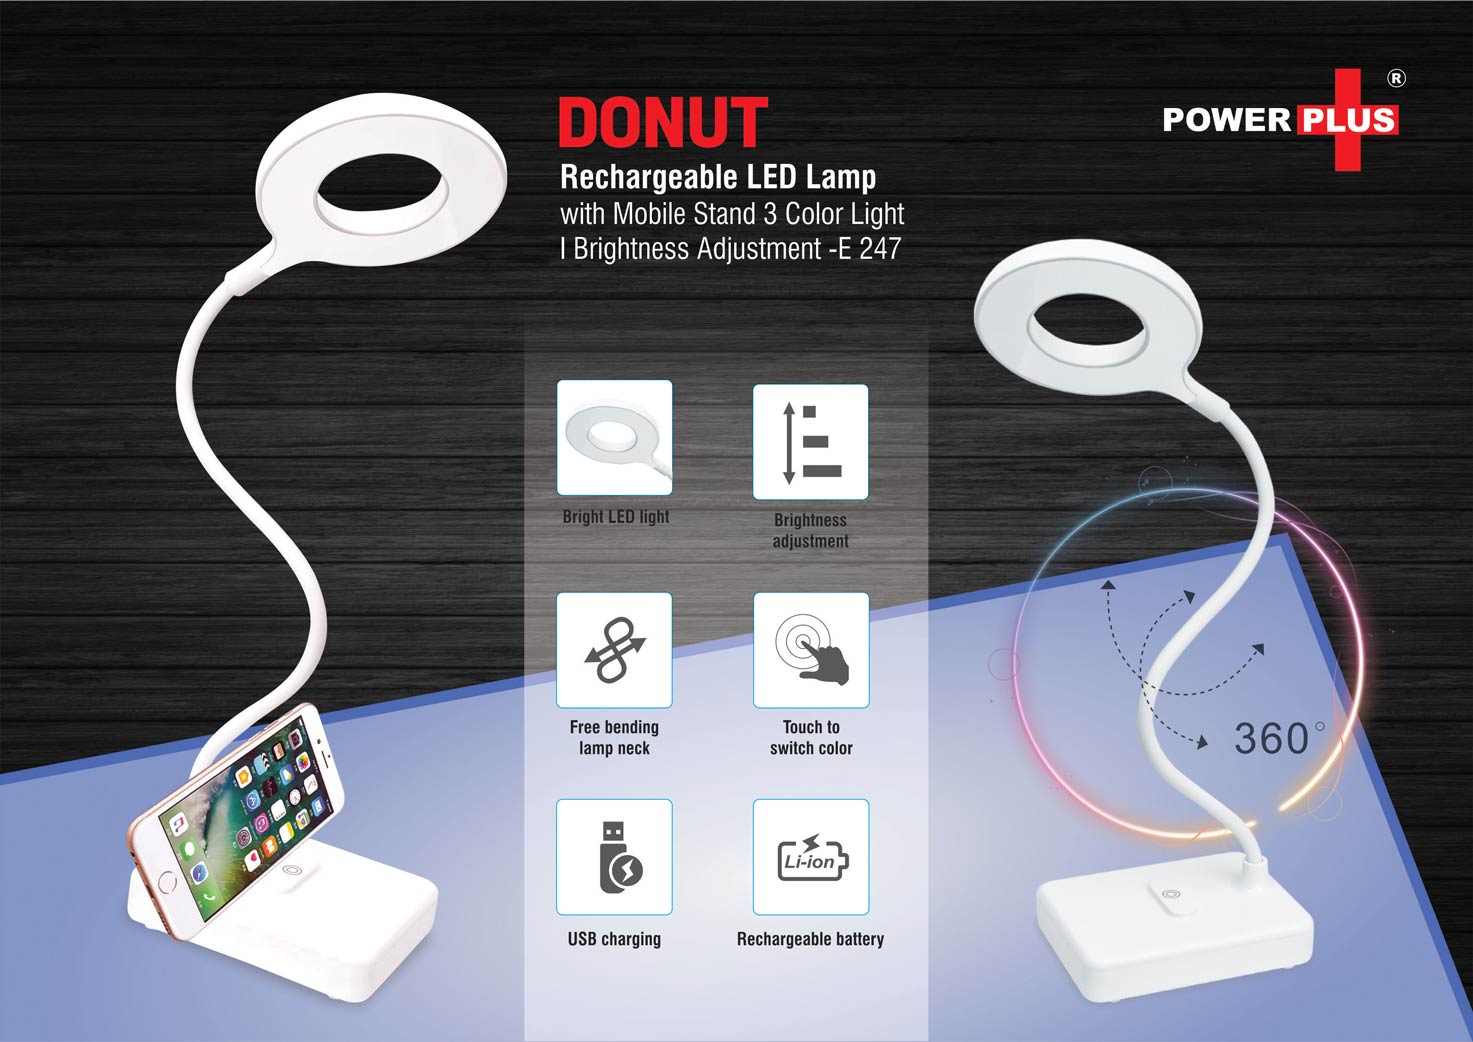 DONUT
Rechargeable LED Lamp
with Mobile Stand 3 Color Light
I Brightness Adjustment -E 247
POWER PLUS ®
Bright LED light
Brightness
adjustment
Free bending
lamp neck
Touch to
switch color
Li-ion
USB charging
Rechargeable battery
360°